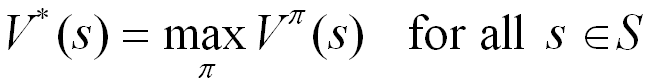 V*(s) = max_π V^π(s) for all s ∈ S